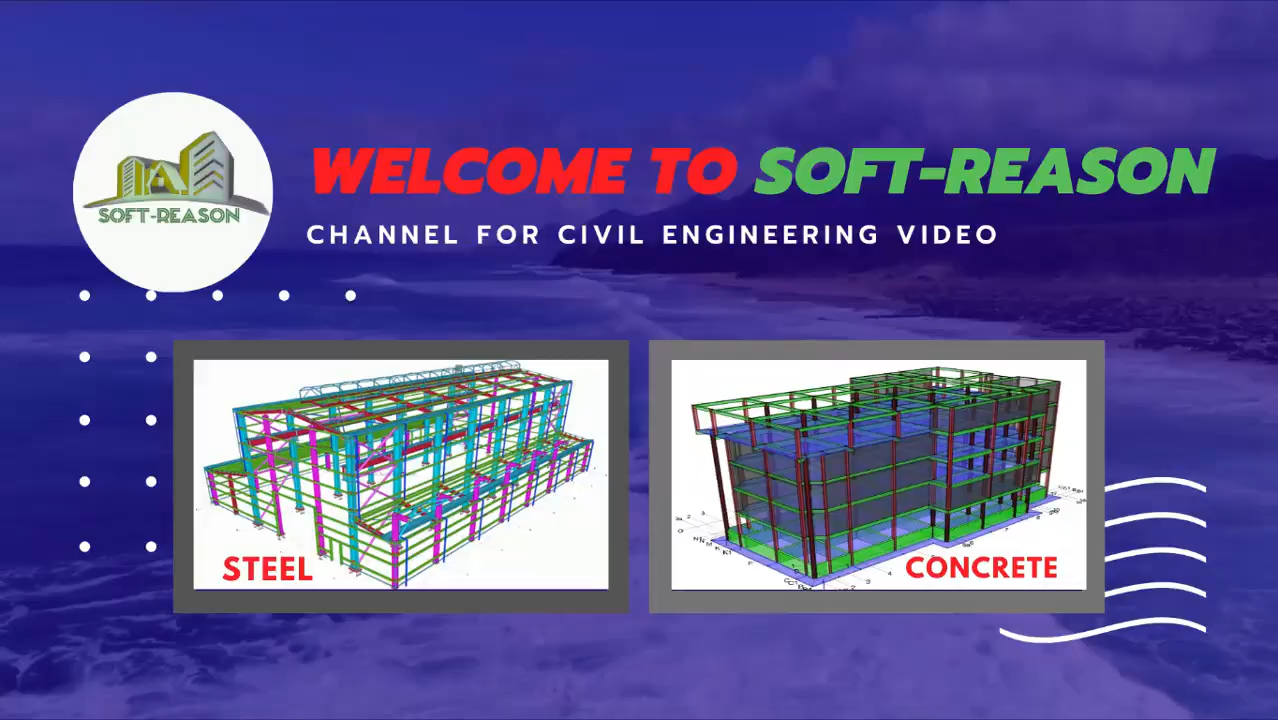 WELCOME TO SOFT-REASON
SOFT-REASON
CHANNEL FOR CIVIL ENGINEERING VIDEO
STEEL
CONCRETE